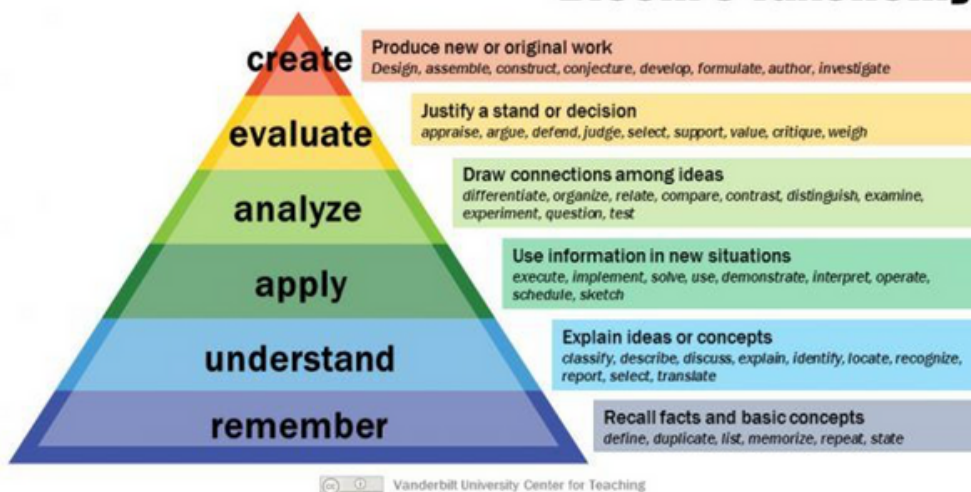 create
Produce new or original work
Design, assemble, construct, conjecture, develop, formulate, author, investigate
evaluate
Justify a stand or decision
appraise, argue, defend, judge, select, support, value, critique, weigh
analyze
Draw connections among ideas
differentiate, organize, relate, compare, contrast, distinguish, examine,
experiment, question, test
apply
Use information in new situations
execute, implement, solve, use, demonstrate, interpret, operate,
schedule, sketch
understand
Explain ideas or concepts
classify, describe, discuss, explain, identify, locate, recognize,
report, select, translate
remember
Recall facts and basic concepts
define, duplicate, list, memorize, repeat, state
cc
Vanderbilt University Center for Teaching